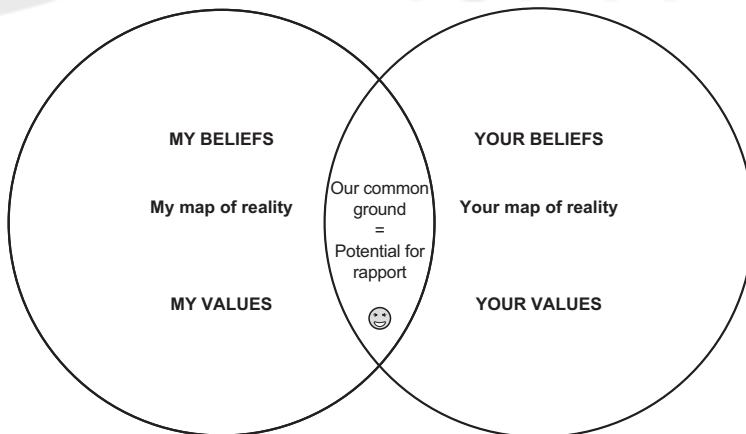 MY BELIEFS
My map of reality
MY VALUES
Our common
ground
=
Potential for
rapport
YOUR BELIEFS
Your map of reality
YOUR VALUES